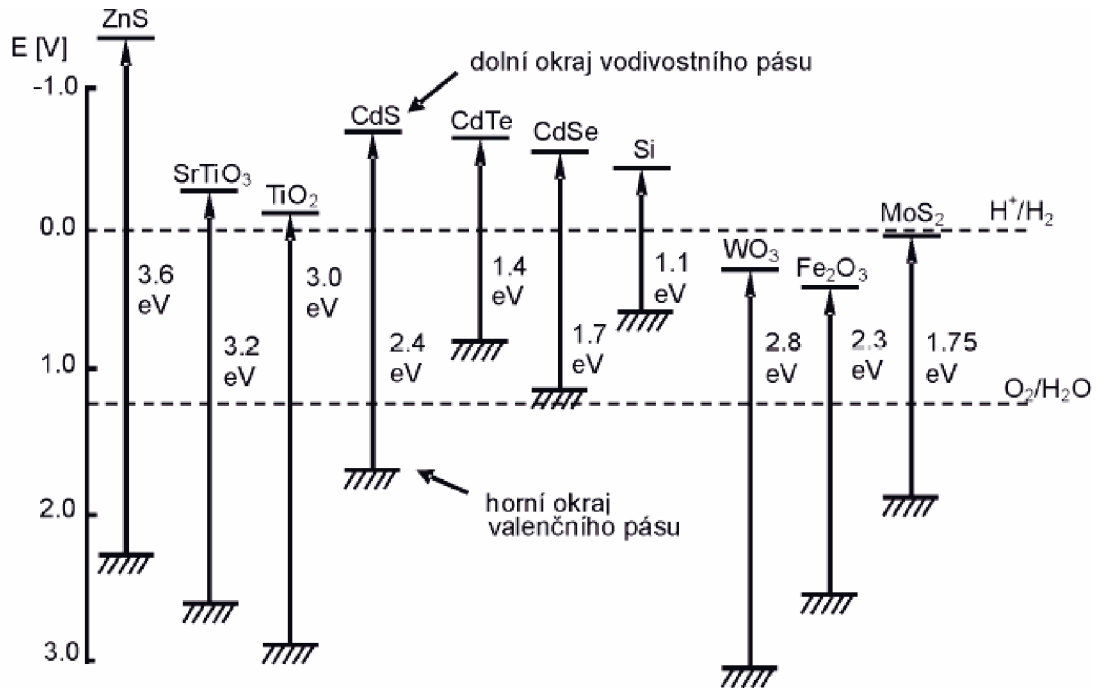 ZnS
E [V]
dolní okraj vodivostního pásu
-1.0
CdS
CdTe
CdSe
Si
SrTiO₃
TiO₂
MoS₂
H⁺/H₂
0.0
WO₃
Fe₂O₃
3.6
eV
3.0
eV
1.4
eV
1.1
eV
3.2
eV
2.4
eV
1.7
eV
2.8
eV
2.3
eV
1.75
eV
1.0
O₂/H₂O
2.0
horní okraj
valenčního pásu
3.0